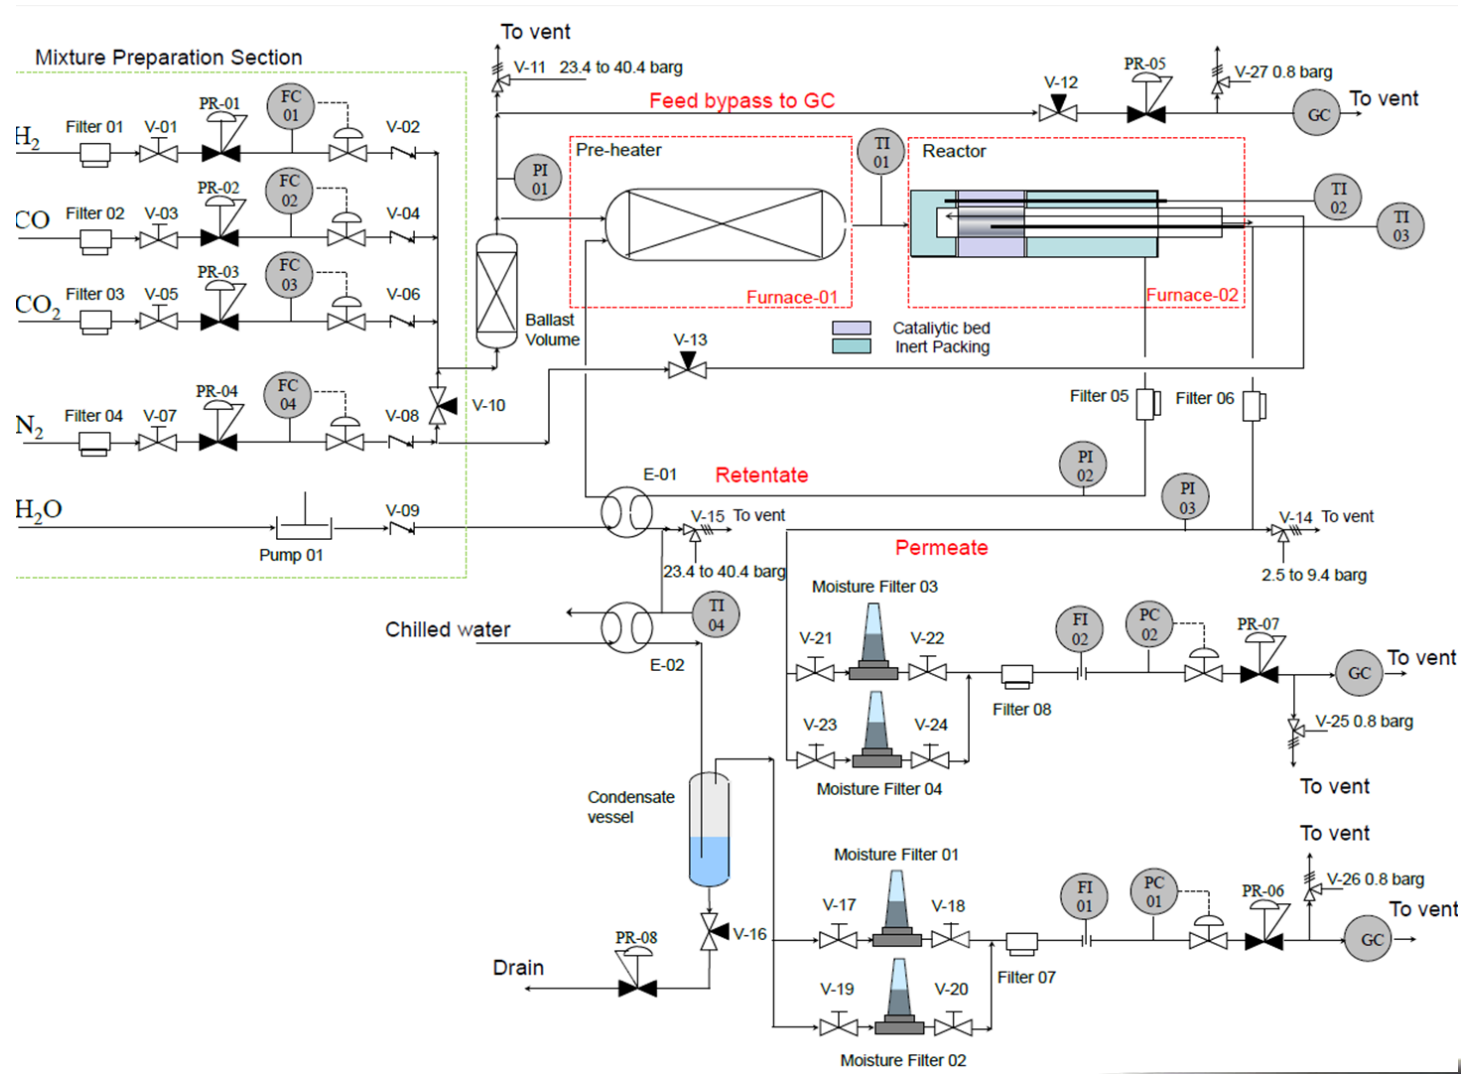 To vent
Mixture Preparation Section
V-11 23.4 to 40.4 barg
V-12
PR-05
V-27 0.8 barg
Feed bypass to GC
GC
To vent
PR-01
FC
01
H2
Filter 01
V-01
V-02
Pre-heater
TI
01
Reactor
PI
01
PR-02
FC
02
TI
02
CO
Filter 02
V-03
V-04
TI
03
PR-03
FC
03
CO2
Filter 03
V-05
V-06
Furnace-01
Furnace-02
Ballast
Volume
Cataliytic bed
Inert Packing
V-13
PR-04
FC
04
N2
Filter 04
V-07
V-08
V-10
Filter 05
Filter 06
E-01
Retentate
PI
02
PI
03
H2O
Pump 01
V-09
V-15 To vent
V-14 To vent
Permeate
23.4 to 40.4 barg
2.5 to 9.4 barg
Moisture Filter 03
TI
04
Chilled water
E-02
V-21
V-22
FI
02
PC
02
PR-07
GC
To vent
Filter 08
V-23
V-24
V-25 0.8 barg
Moisture Filter 04
To vent
Condensate
vessel
To vent
Moisture Filter 01
V-17
V-18
FI
01
PC
01
PR-06
V-26 0.8 barg
To vent
GC
V-16
PR-08
Drain
Filter 07
V-19
V-20
Moisture Filter 02